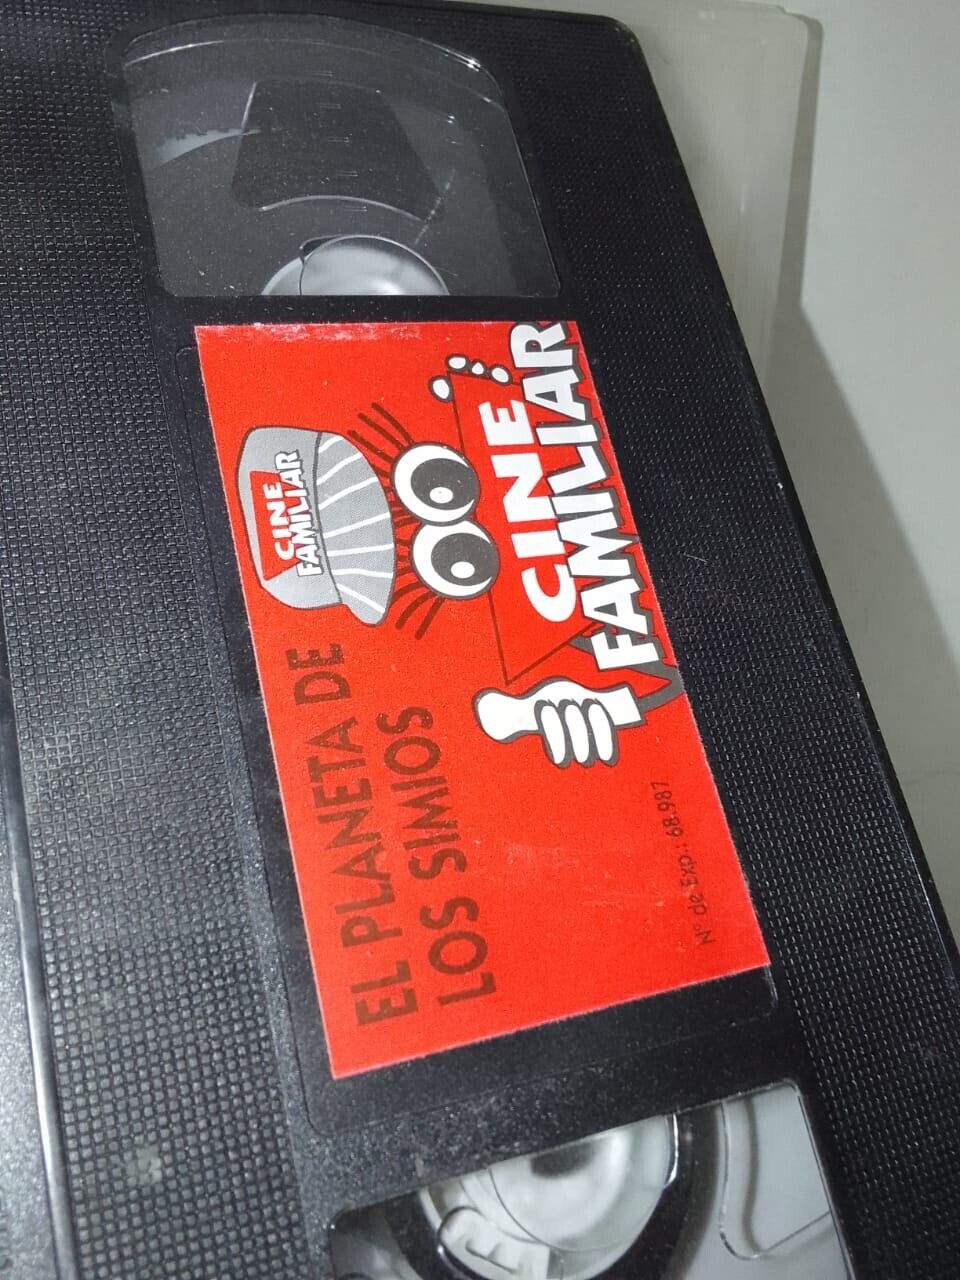 CINE
FAMILIAR
CINE
FAMILIAR
EL PLANETA DE
LOS SIMIOS
Nº de Exp.: 68.987